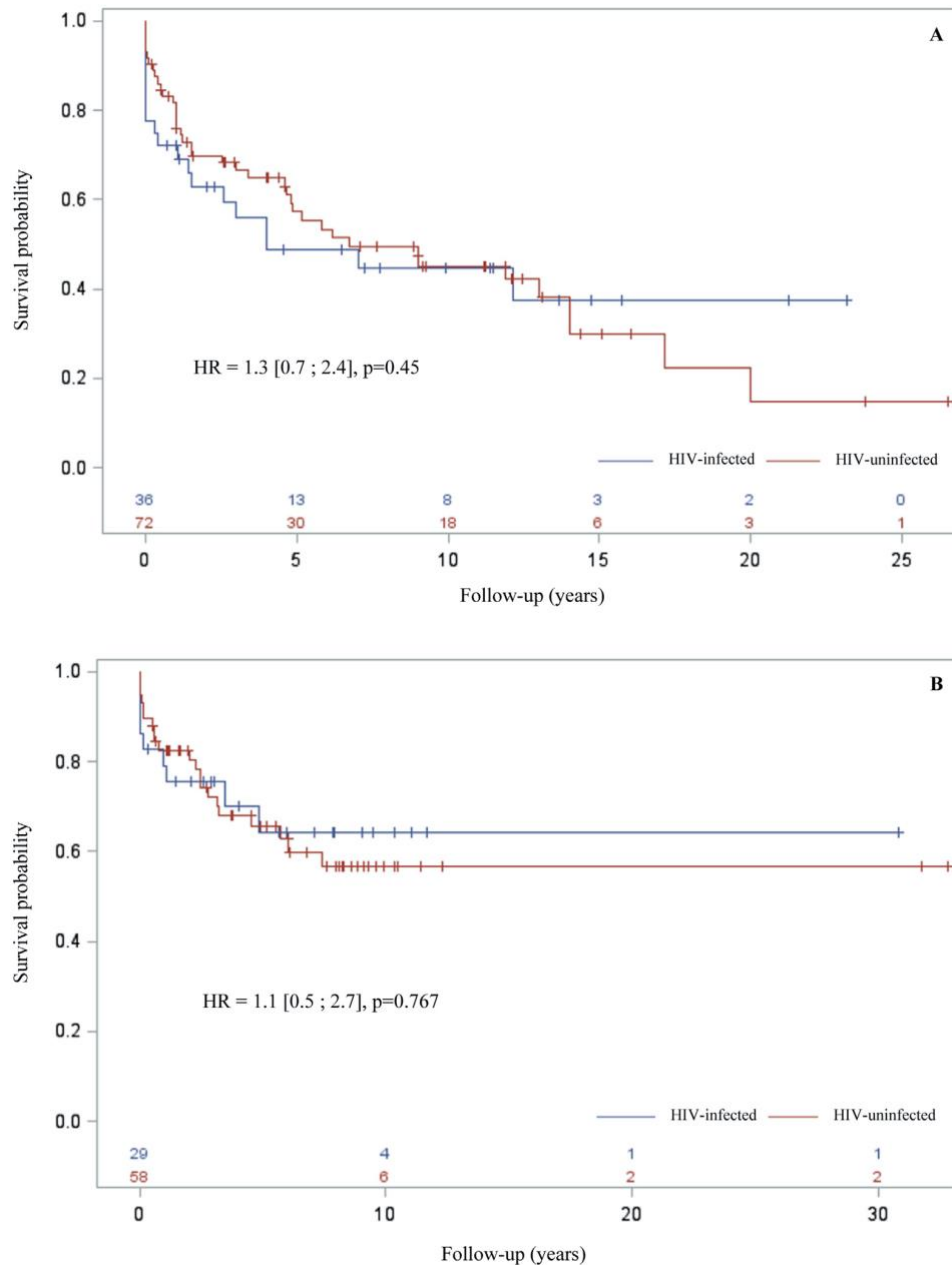 A
1.0
0.8
0.6
0.4
0.2
0.0
Survival probability
HR = 1.3 [0.7 ; 2.4], p=0.45
HIV-infected HIV-uninfected
36 13 8 3 2 0
72 30 18 6 3 1
0 5 10 15 20 25
Follow-up (years)
B
1.0
0.8
0.6
0.4
0.2
0.0
Survival probability
HR = 1.1 [0.5 ; 2.7], p=0.767
HIV-infected HIV-uninfected
29 4 1 1
58 6 2 2
0 10 20 30
Follow-up (years)